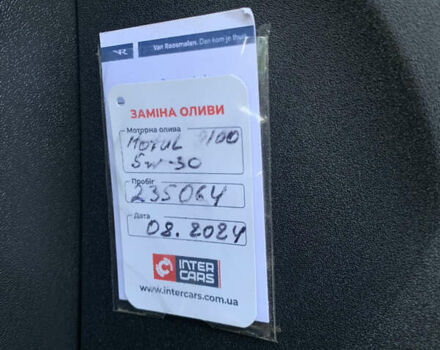 VR Van Roosmalen. Dan kom je thuis
ЗАМІНА ОЛИВИ
Моторна олива
MOTUL 8100
5W-30
Пробіг
235064
Дата
08.2024
INTER
CARS
www.intercars.com.ua